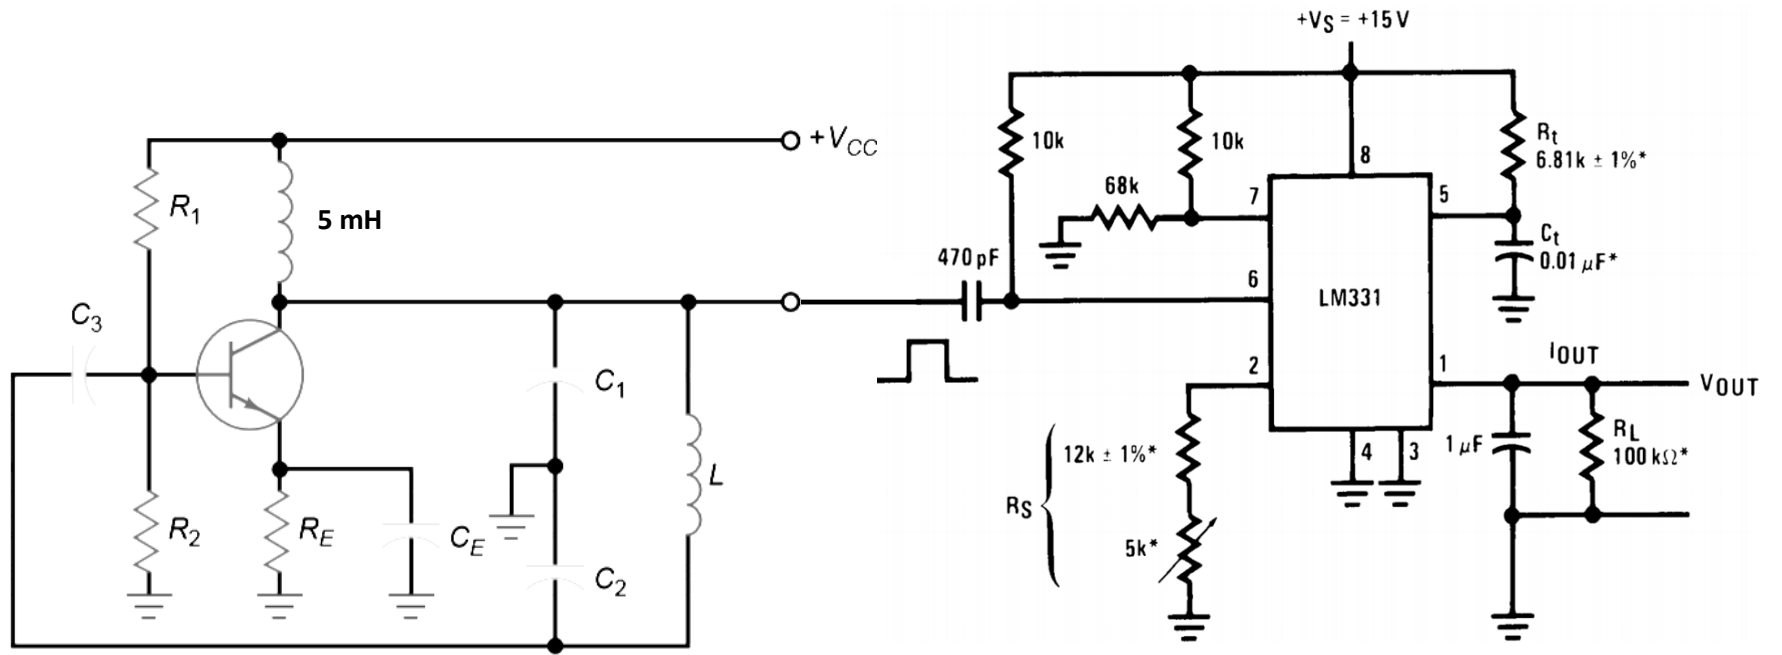 +VCC
R1
5 mH
C3
C1
L
R2
RE
CE
C2
+VS = +15V
10k
10k
Rt
6.81k ± 1%*
8
68k
7
5
470 pF
Ct
0.01 µF*
6
LM331
2
1
IOUT
VOUT
12k ± 1%*
RS
5k*
4
3
1 µF
RL
100 kΩ*